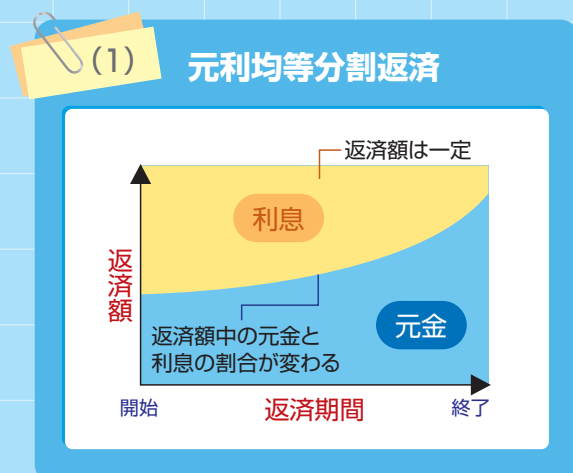 (1)
元利均等分割返済
返済額は一定
利息
返済額
元金
返済額中の元金と
利息の割合が変わる
開始
返済期間
終了